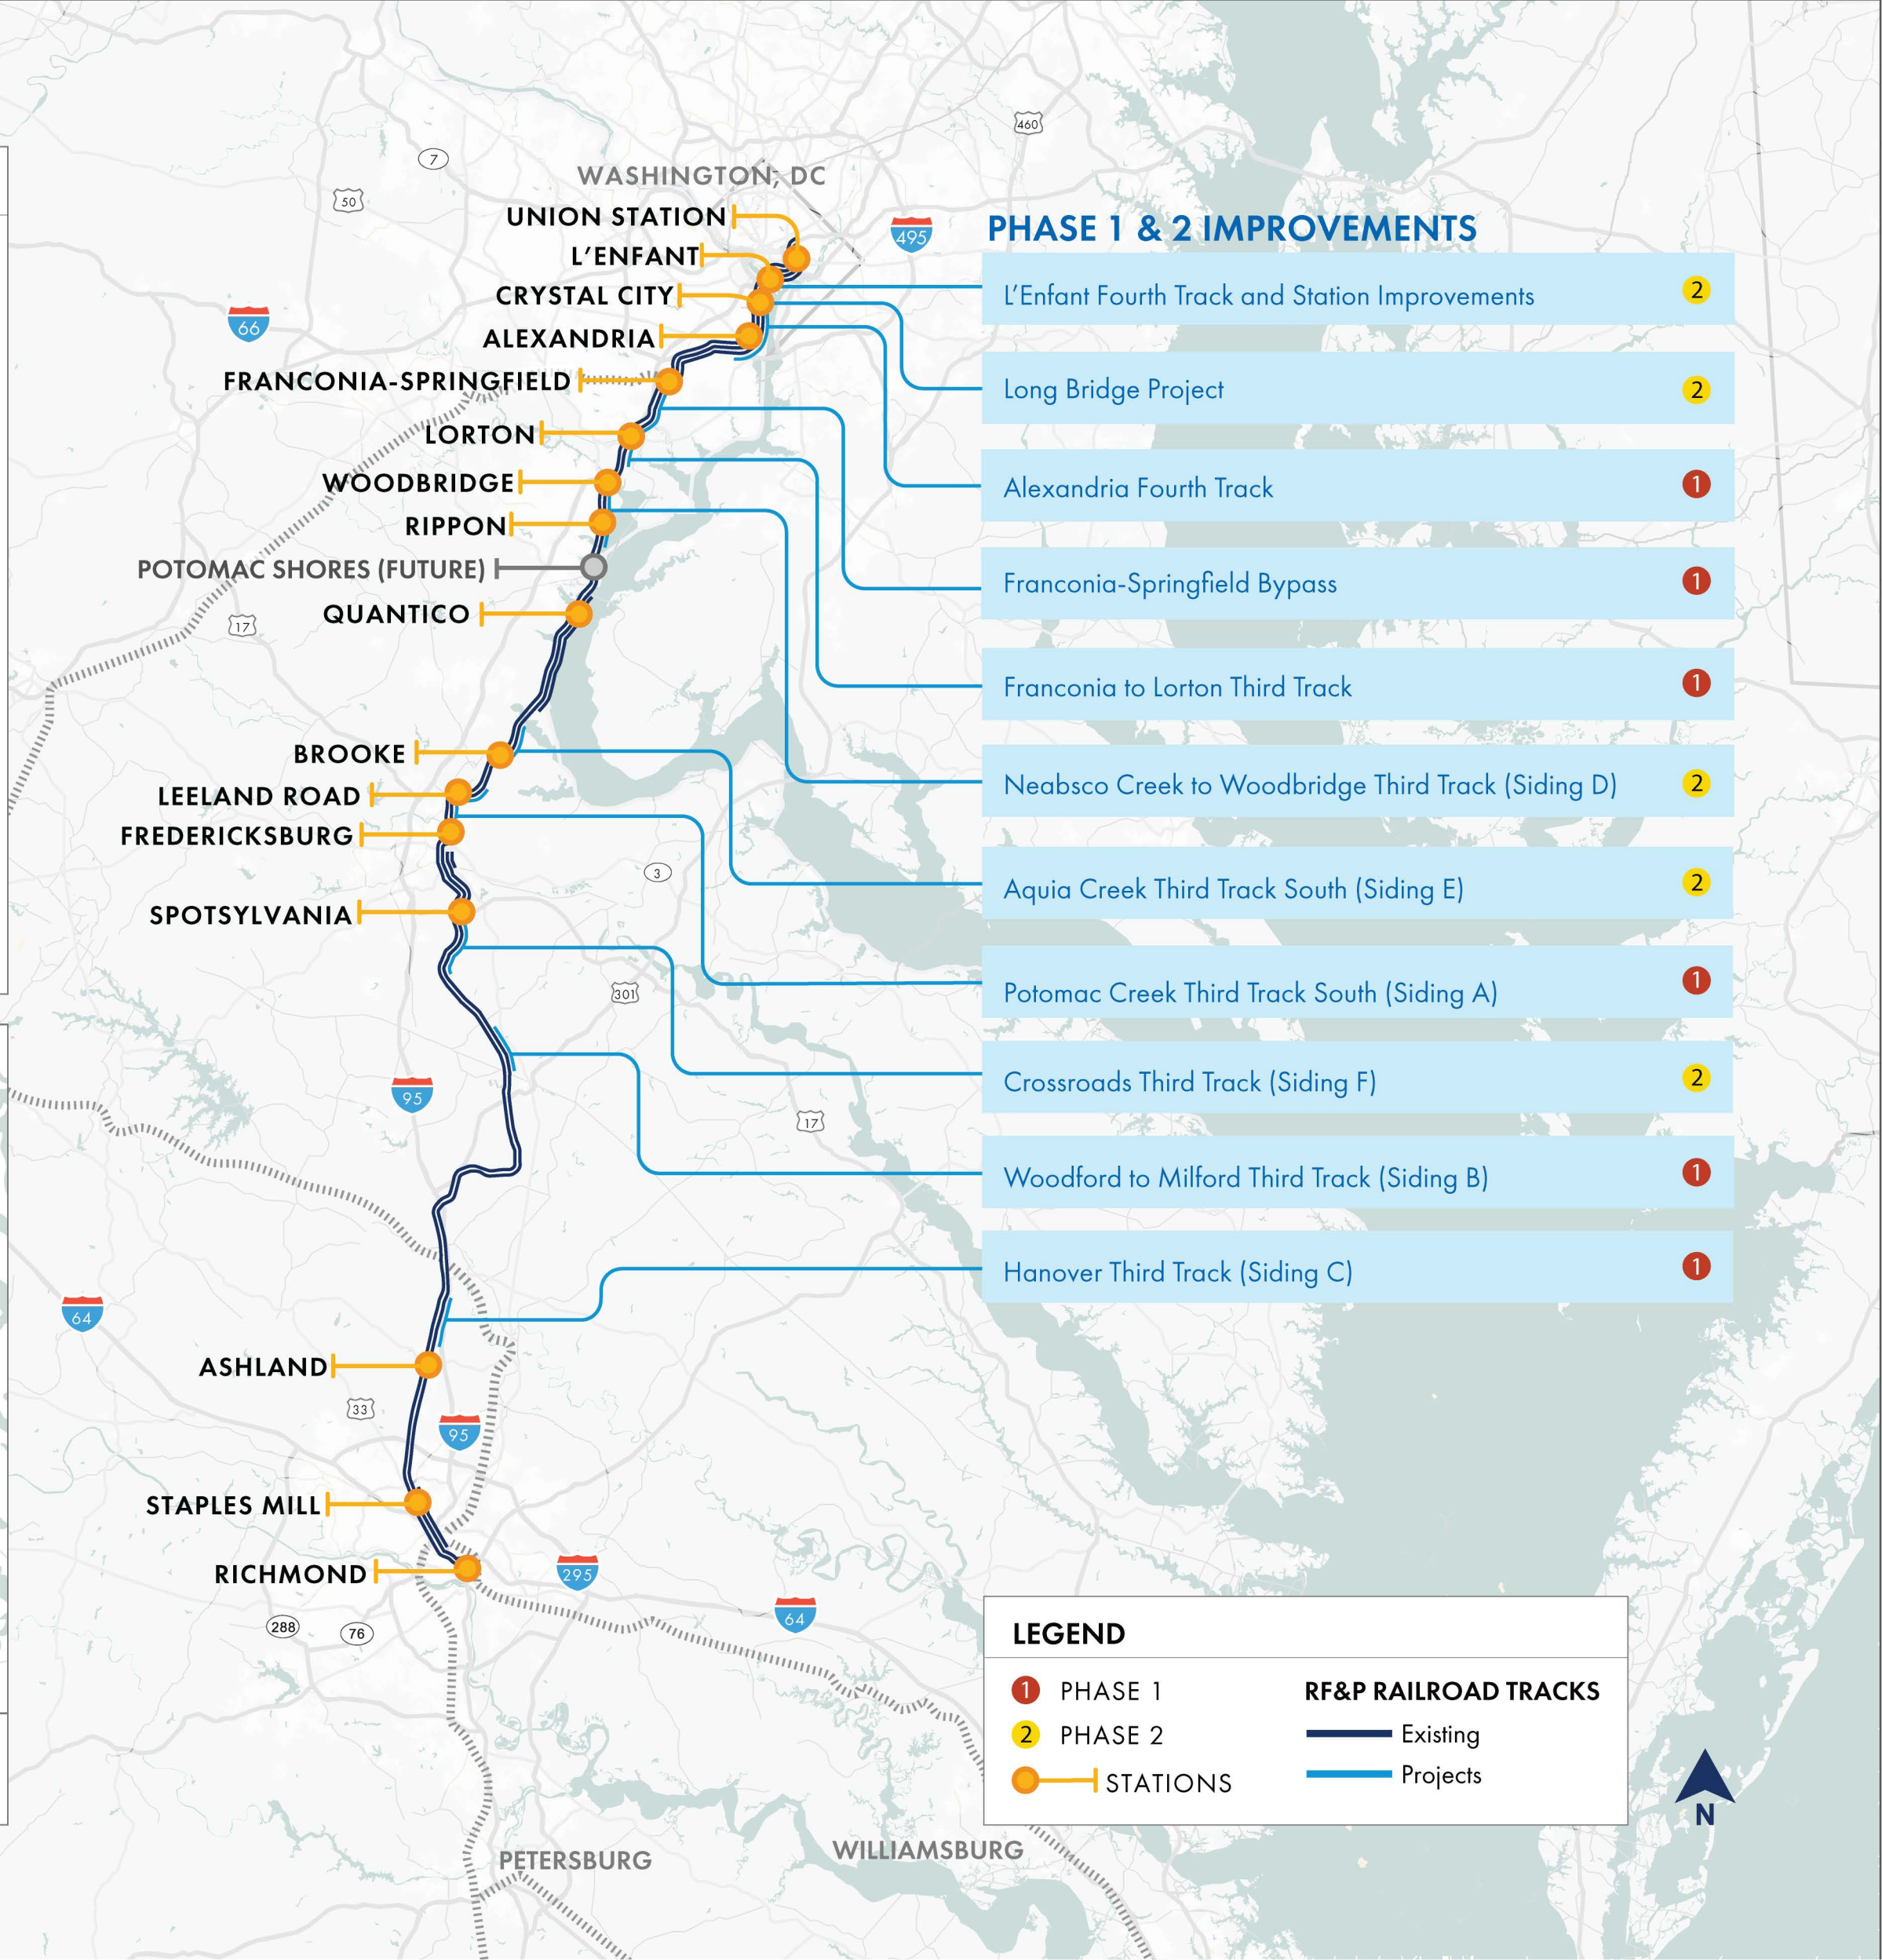 460
7
50
WASHINGTON, DC
UNION STATION
495
PHASE 1 & 2 IMPROVEMENTS
L'ENFANT
CRYSTAL CITY
L'Enfant Fourth Track and Station Improvements 2
66
ALEXANDRIA
FRANCONIA-SPRINGFIELD
Long Bridge Project 2
LORTON
WOODBRIDGE
Alexandria Fourth Track 1
RIPPON
POTOMAC SHORES (FUTURE)
Franconia-Springfield Bypass 1
QUANTICO
17
Franconia to Lorton Third Track 1
BROOKE
Neabsco Creek to Woodbridge Third Track (Siding D) 2
LEELAND ROAD
FREDERICKSBURG
3
Aquia Creek Third Track South (Siding E) 2
SPOTSYLVANIA
301
Potomac Creek Third Track South (Siding A) 1
95
Crossroads Third Track (Siding F) 2
17
Woodford to Milford Third Track (Siding B) 1
Hanover Third Track (Siding C) 1
64
ASHLAND
33
95
STAPLES MILL
RICHMOND
295
64
288
76
LEGEND
1 PHASE 1
2 PHASE 2
STATIONS
RF&P RAILROAD TRACKS
Existing
Projects
N
PETERSBURG
WILLIAMSBURG